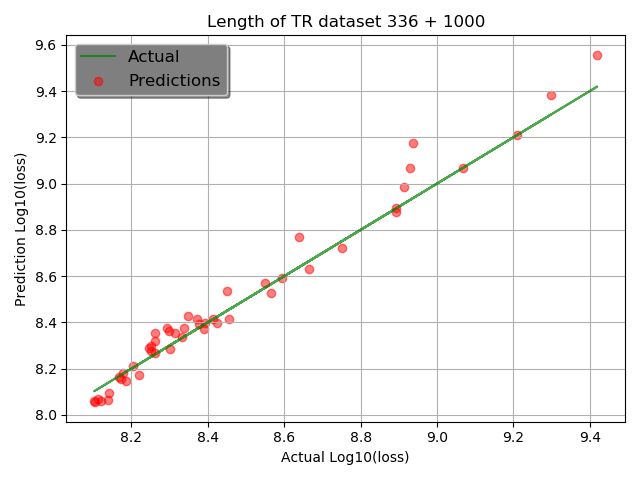 Length of TR dataset 336 + 1000
Actual
Predictions
Prediction Log10(loss)
9.6
9.4
9.2
9.0
8.8
8.6
8.4
8.2
8.0
8.2 8.4 8.6 8.8 9.0 9.2 9.4
Actual Log10(loss)